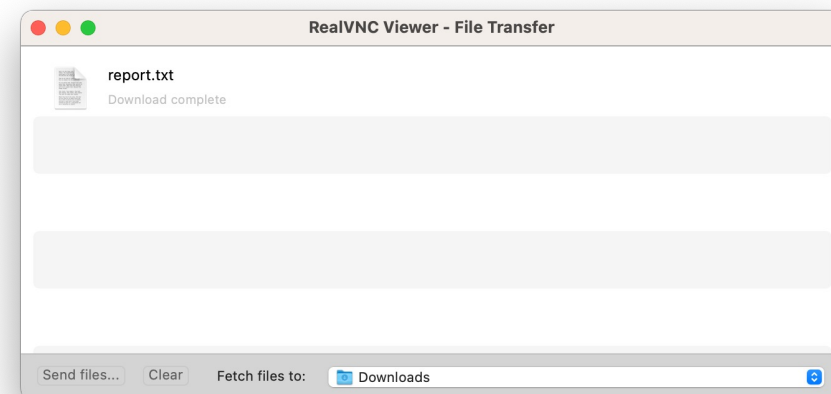 RealVNC Viewer - File Transfer
report.txt
Download complete
Send files... Clear Fetch files to: Downloads